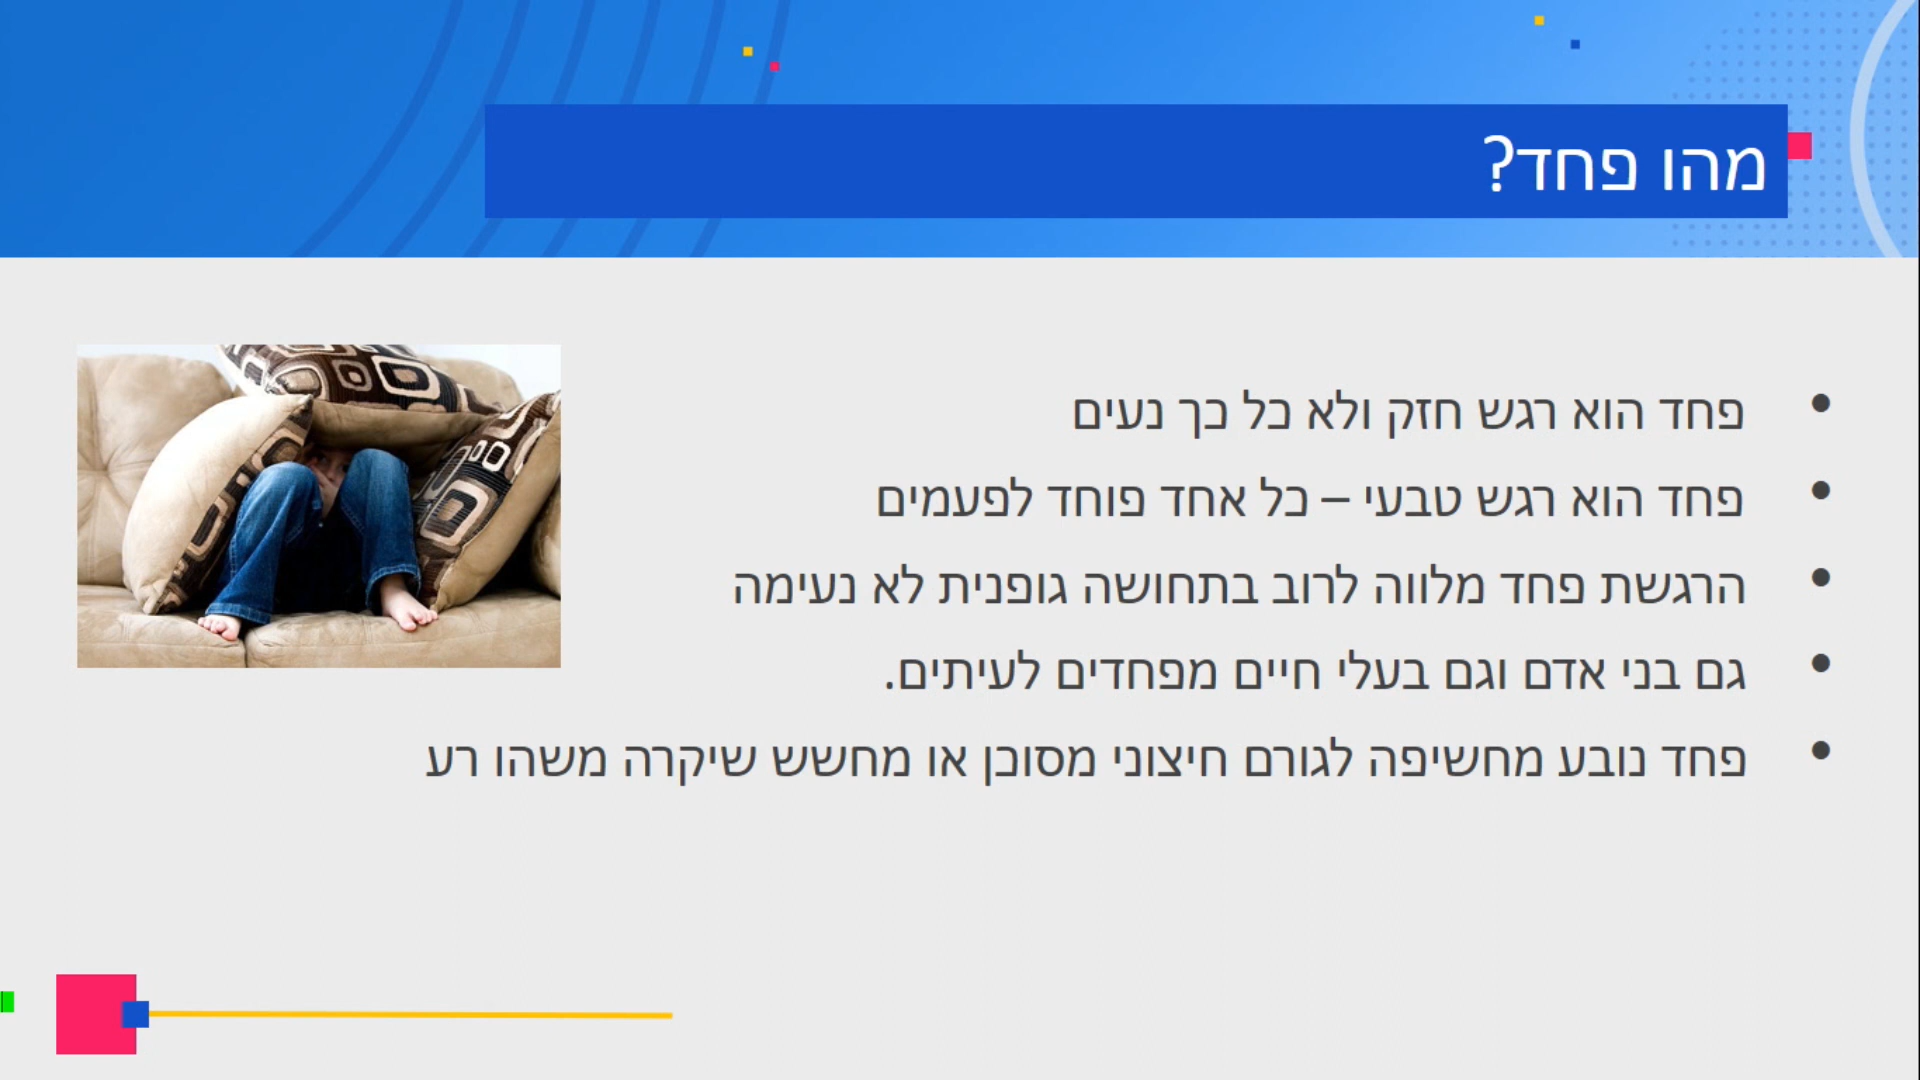 מהו פחד?
• פחד הוא רגש חזק ולא כל כך נעים
• פחד הוא רגש טבעי – כל אחד פוחד לפעמים
• הרגשת פחד מלווה לרוב בתחושה גופנית לא נעימה
• גם בני אדם וגם בעלי חיים מפחדים לעיתים.
• פחד נובע מחשיפה לגורם חיצוני מסוכן או מחשש שיקרה משהו רע